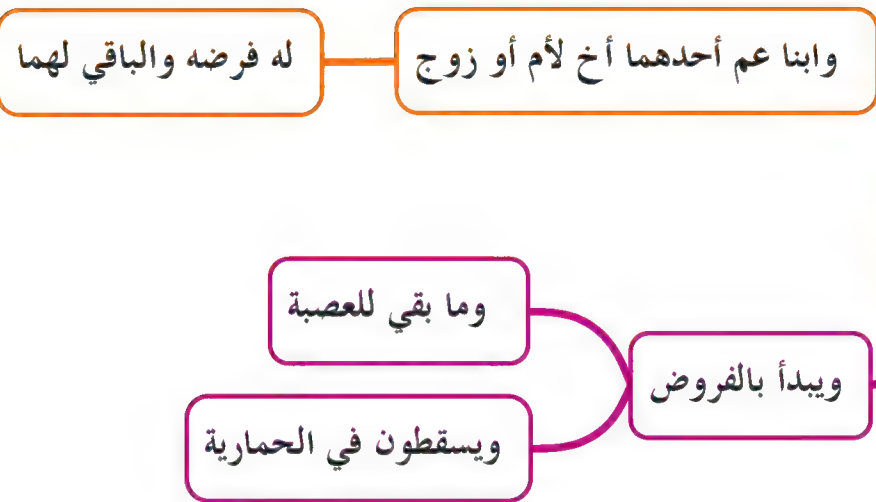 وابنا عم أحدهما أخ لأم أو زوج
له فرضه والباقي لهما
ويبدأ بالفروض
وما بقي للعصبة
ويسقطون في الحمارية